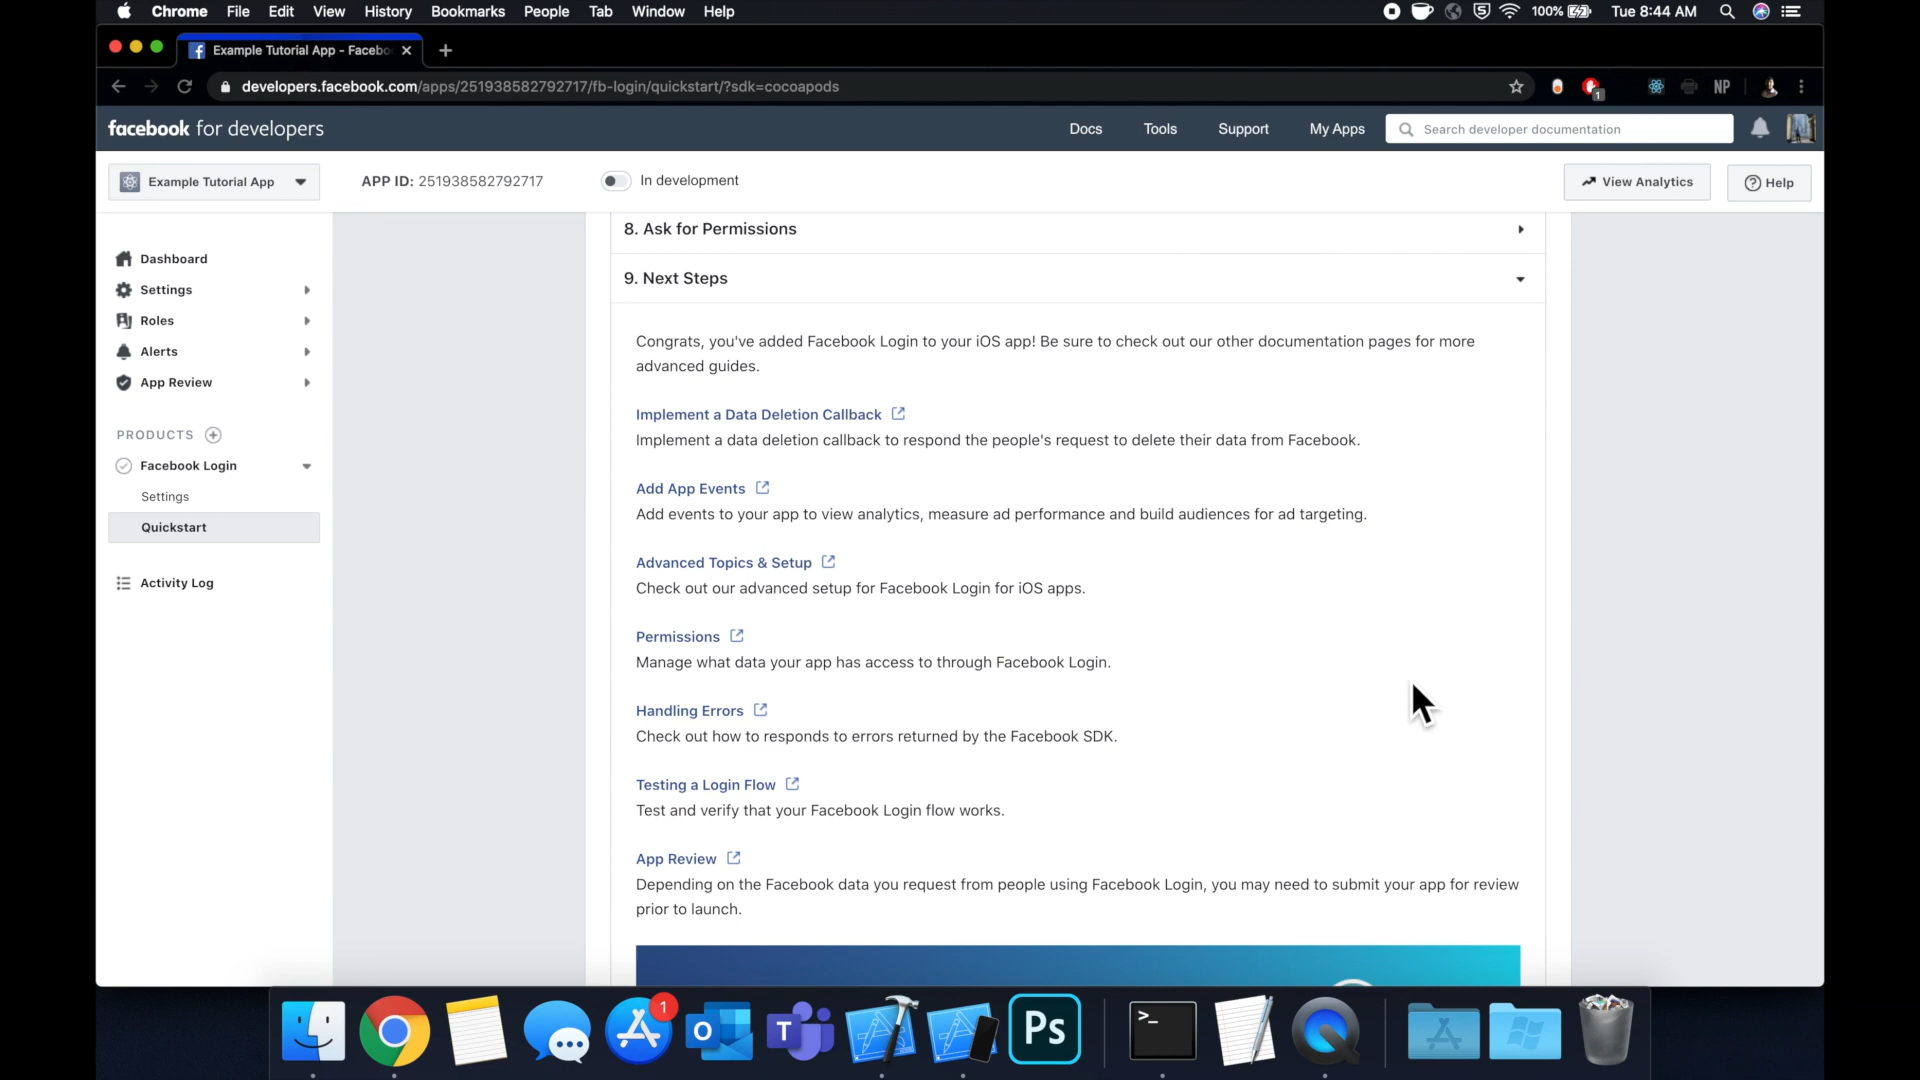 Chrome File Edit View History Bookmarks People Tab Window Help
100% Tue 8:44 AM
Example Tutorial App - Facebo
developers.facebook.com/apps/251938582792717/fb-login/quickstart/?sdk=cocoapods
1
NP
facebook for developers
Docs Tools Support My Apps Search developer documentation
Example Tutorial App APP ID: 251938582792717 In development View Analytics Help
Dashboard
Settings
Roles
Alerts
App Review
PRODUCTS
Facebook Login
Settings
Quickstart
Activity Log
8. Ask for Permissions
9. Next Steps
Congrats, you've added Facebook Login to your iOS app! Be sure to check out our other documentation pages for more
advanced guides.
Implement a Data Deletion Callback
Implement a data deletion callback to respond the people's request to delete their data from Facebook.
Add App Events
Add events to your app to view analytics, measure ad performance and build audiences for ad targeting.
Advanced Topics & Setup
Check out our advanced setup for Facebook Login for iOS apps.
Permissions
Manage what data your app has access to through Facebook Login.
Handling Errors
Check out how to responds to errors returned by the Facebook SDK.
Testing a Login Flow
Test and verify that your Facebook Login flow works.
App Review
Depending on the Facebook data you request from people using Facebook Login, you may need to submit your app for review
prior to launch.
1
O
T
Ps
>_